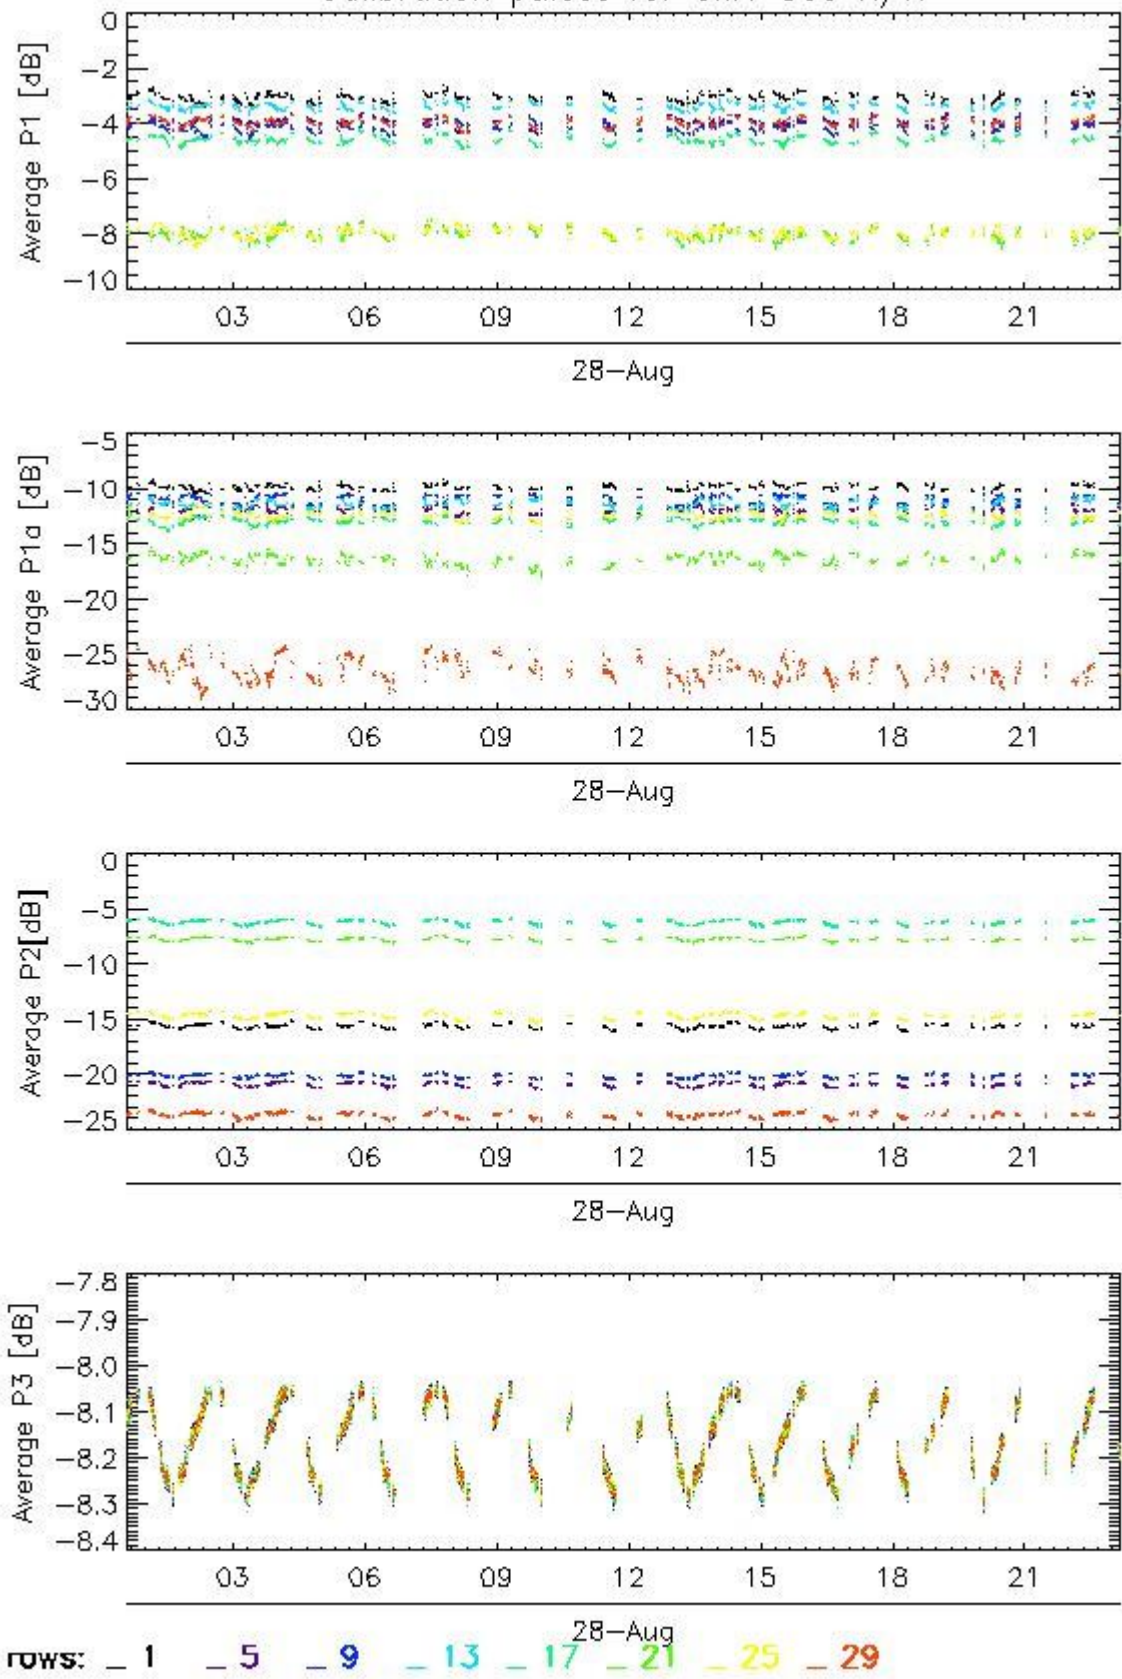 0
−2
−4
−6
−8
−10
Average P1 [dB]
03 06 09 12 15 18 21
28−Aug
−5
−10
−15
−20
−25
−30
Average P1a [dB]
03 06 09 12 15 18 21
28−Aug
0
−5
−10
−15
−20
−25
Average P2[dB]
03 06 09 12 15 18 21
28−Aug
−7.8
−7.9
−8.0
−8.1
−8.2
−8.3
−8.4
Average P3 [dB]
03 06 09 12 15 18 21
28−Aug
rows: _ 1 _ 5 _ 9 _ 13 _ 17 _ 21 _ 25 _ 29